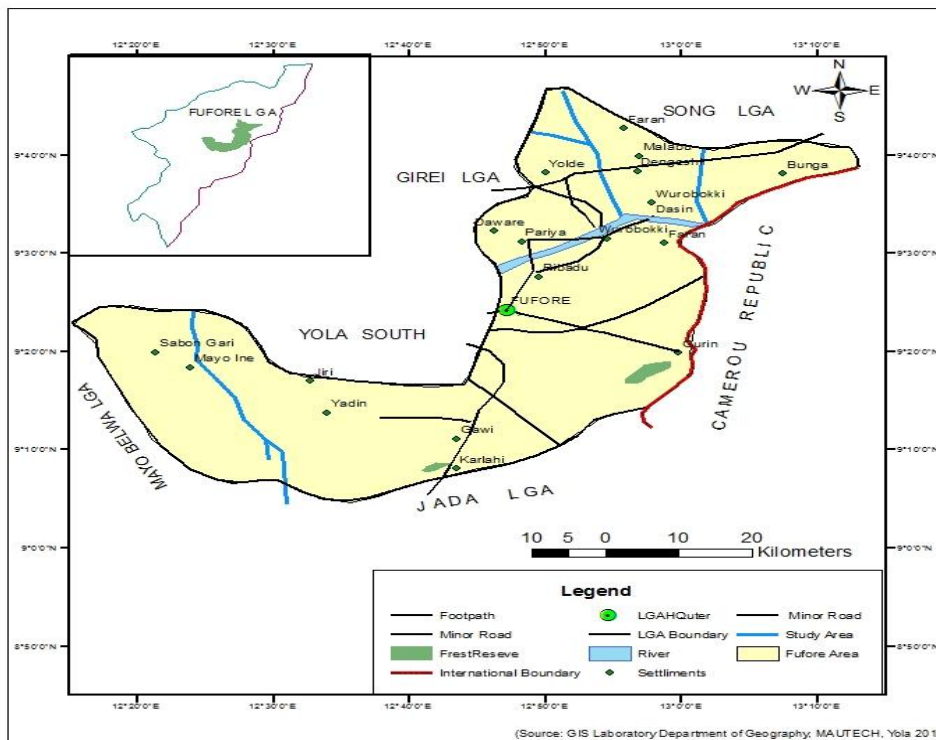 12°20'0"E 12°30'0"E 12°40'0"E 12°50'0"E 13°0'0"E 13°10'0"E
N
W E
S
FUFORE L G A
SONG LGA
Faran
Malabu
Dengeshi
9°40'0"N 9°40'0"N
Yolde
Bunga
GIREI LGA
Wurobokki
Dasin
Daware
Pariya
Wurobokki
Faran
9°30'0"N 9°30'0"N
Ribadu
FUFORE
CAMEROU REPUBLIC
YOLA SOUTH
9°20'0"N 9°20'0"N
Sabon Gari
Mayo Ine
Gurin
Jiri
Yadin
MAYO BELWA LGA
9°10'0"N 9°10'0"N
Gawi
Karlahi
JADA LGA
10 5 0 10 20
Kilometers
9°0'0"N 9°0'0"N
Legend
Footpath LGAHQuter Minor Road
Minor Road LGA Boundary Study Area
FrestReseve River Fufore Area
International Boundary Settliments
8°50'0"N 8°50'0"N
12°20'0"E 12°30'0"E 12°40'0"E 12°50'0"E 13°0'0"E 13°10'0"E
(Source: GIS Laboratory Department of Geography, MAUTECH, Yola 201